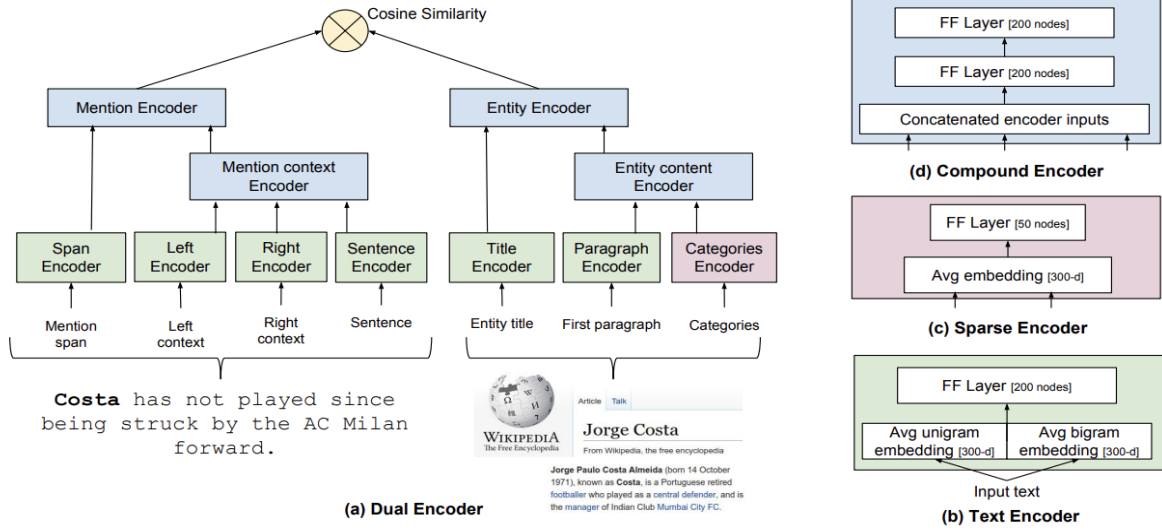 Cosine Similarity
Mention Encoder
Entity Encoder
Mention context
Encoder
Entity content
Encoder
Span
Encoder
Left
Encoder
Right
Encoder
Sentence
Encoder
Title
Encoder
Paragraph
Encoder
Categories
Encoder
Mention
span
Left
context
Right
context
Sentence
Entity title
First paragraph
Categories
Costa has not played since
being struck by the AC Milan
forward.
WIKIPEDIA
The Free Encyclopedia
Article Talk
Jorge Costa
From Wikipedia, the free encyclopedia
Jorge Paulo Costa Almeida (born 14 October
1971), known as Costa, is a Portuguese retired
footballer who played as a central defender, and is
the manager of Indian Club Mumbai City FC.
(a) Dual Encoder
FF Layer [200 nodes]
FF Layer [200 nodes]
Concatenated encoder inputs
(d) Compound Encoder
FF Layer [50 nodes]
Avg embedding [300-d]
(c) Sparse Encoder
FF Layer [200 nodes]
Avg unigram
embedding [300-d]
Avg bigram
embedding [300-d]
Input text
(b) Text Encoder